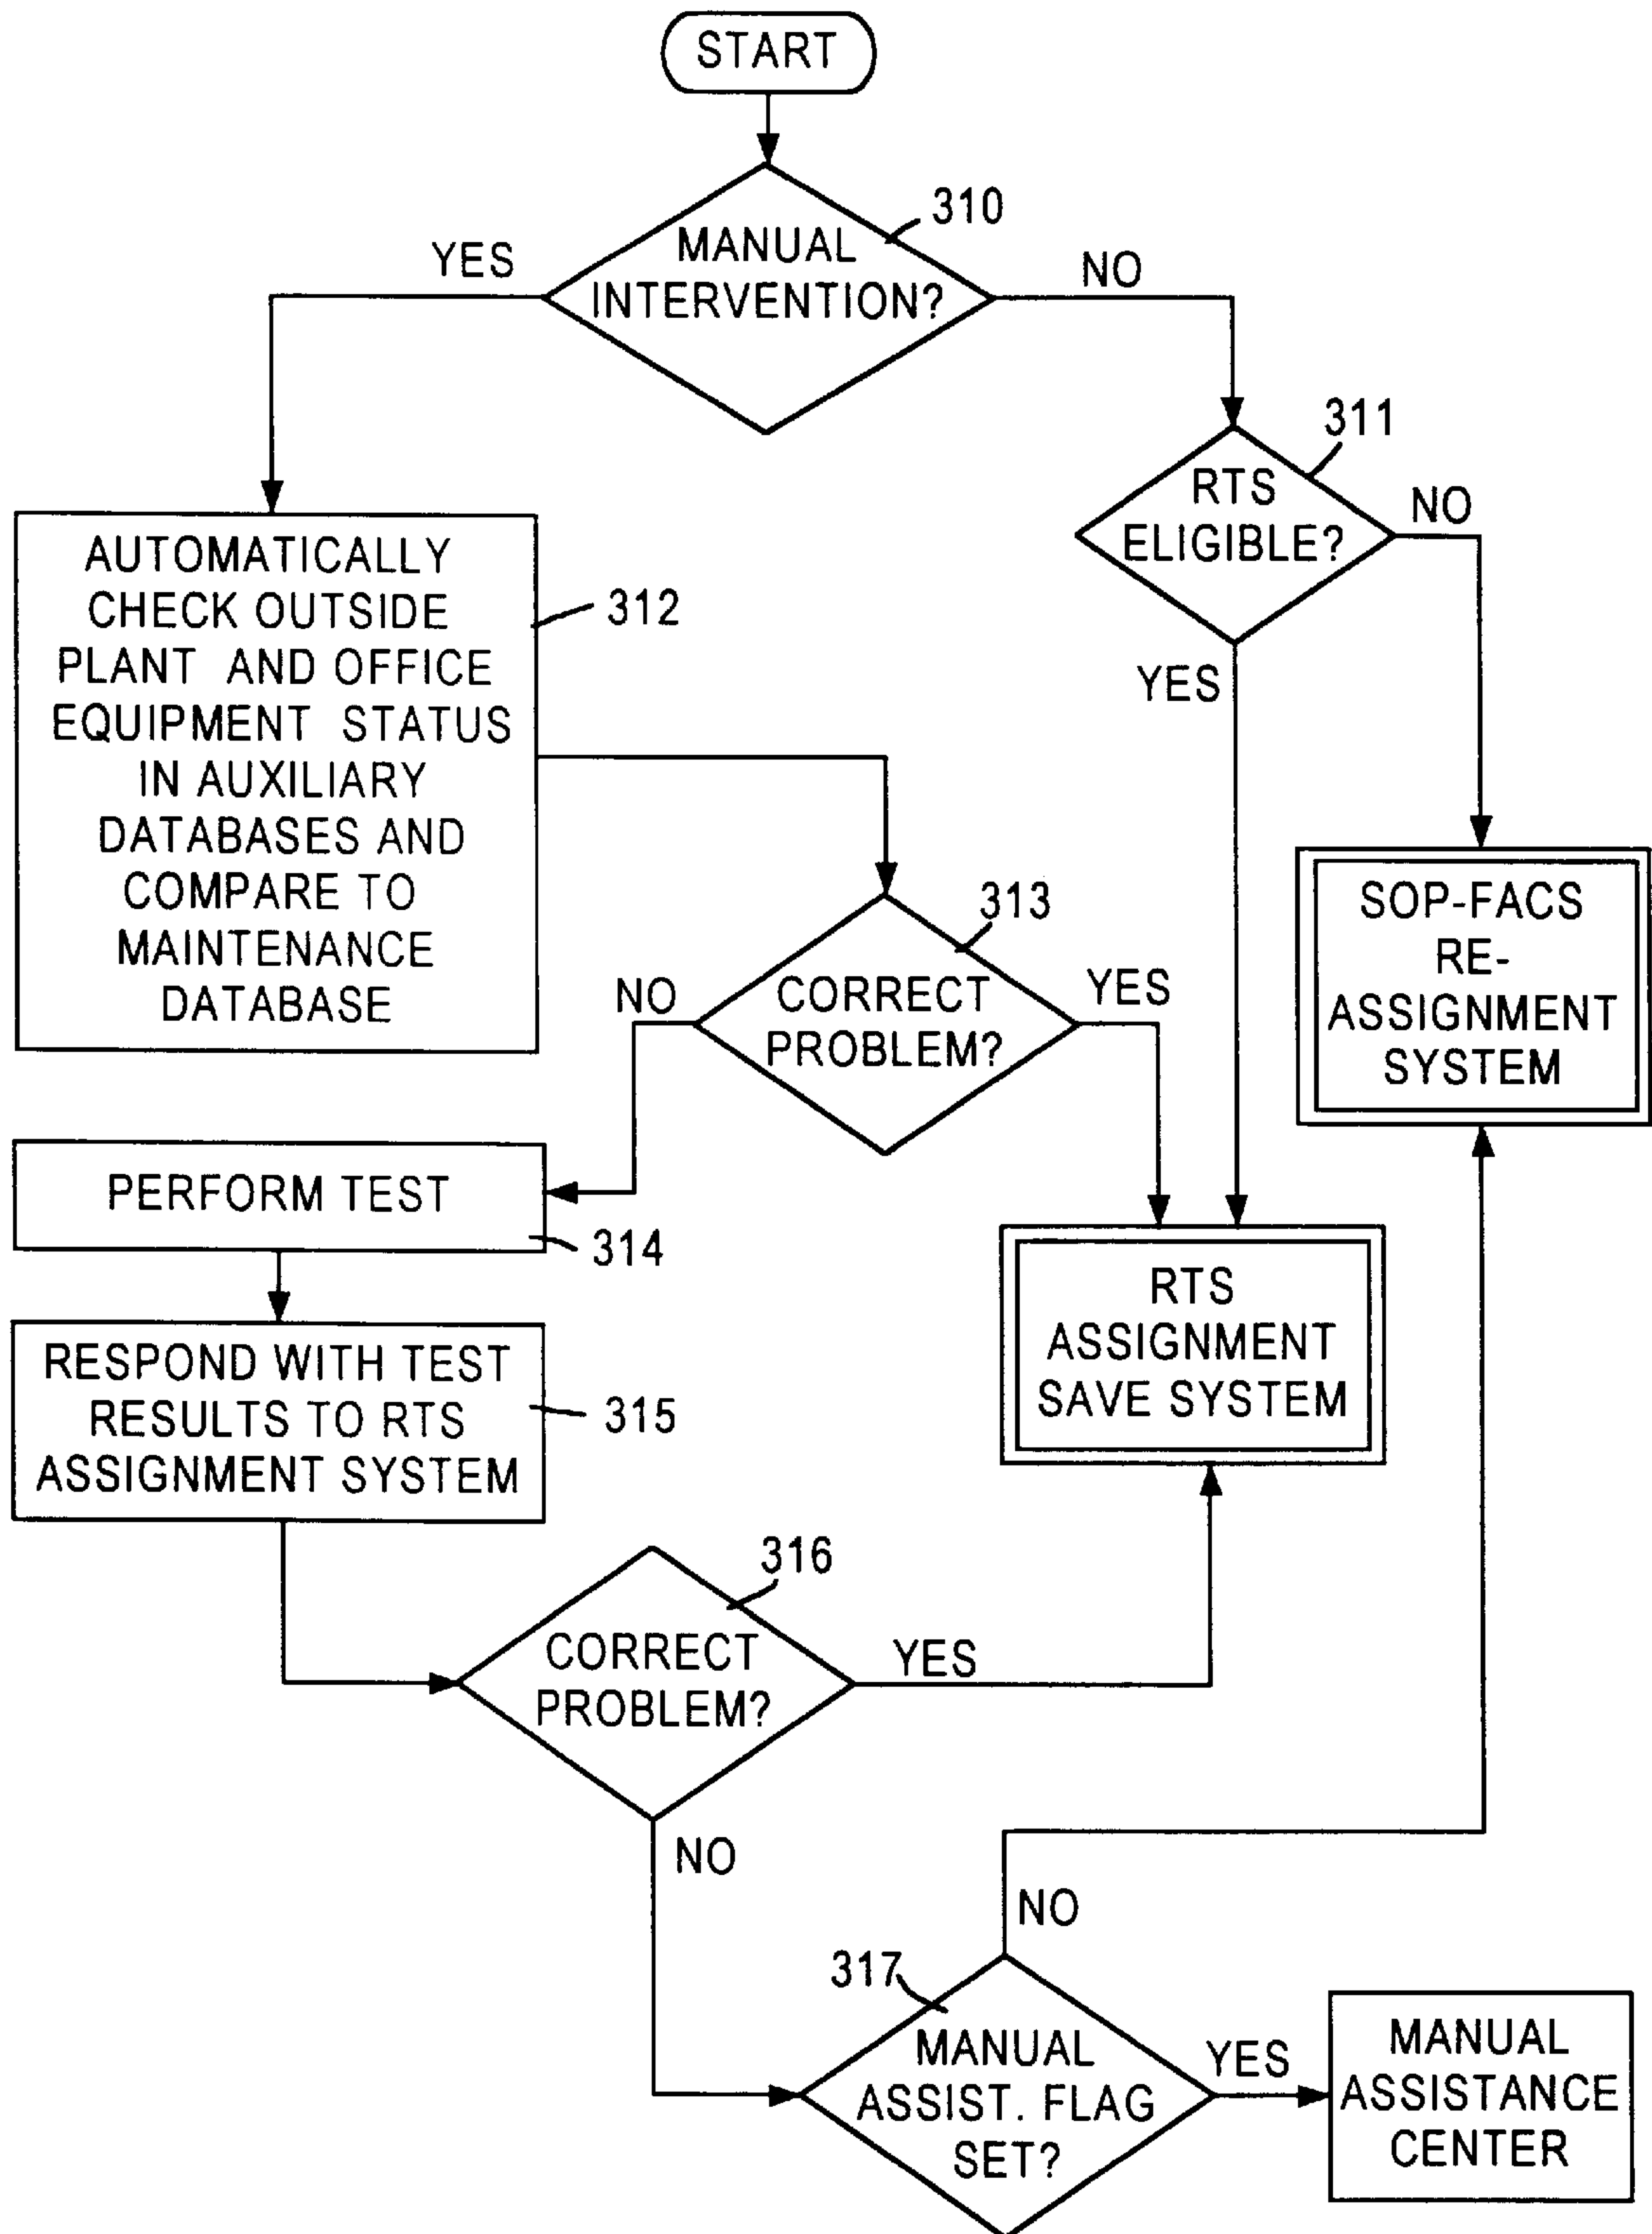 START
310
MANUAL
INTERVENTION?
YES
NO
311
RTS
ELIGIBLE?
NO
YES
AUTOMATICALLY
CHECK OUTSIDE
PLANT AND OFFICE
EQUIPMENT STATUS
IN AUXILIARY
DATABASES AND
COMPARE TO
MAINTENANCE
DATABASE
312
313
CORRECT
PROBLEM?
NO
YES
SOP-FACS
RE-
ASSIGNMENT
SYSTEM
PERFORM TEST
314
RTS
ASSIGNMENT
SAVE SYSTEM
RESPOND WITH TEST
RESULTS TO RTS
ASSIGNMENT SYSTEM
315
316
CORRECT
PROBLEM?
YES
NO
NO
317
MANUAL
ASSIST. FLAG
SET?
YES
MANUAL
ASSISTANCE
CENTER